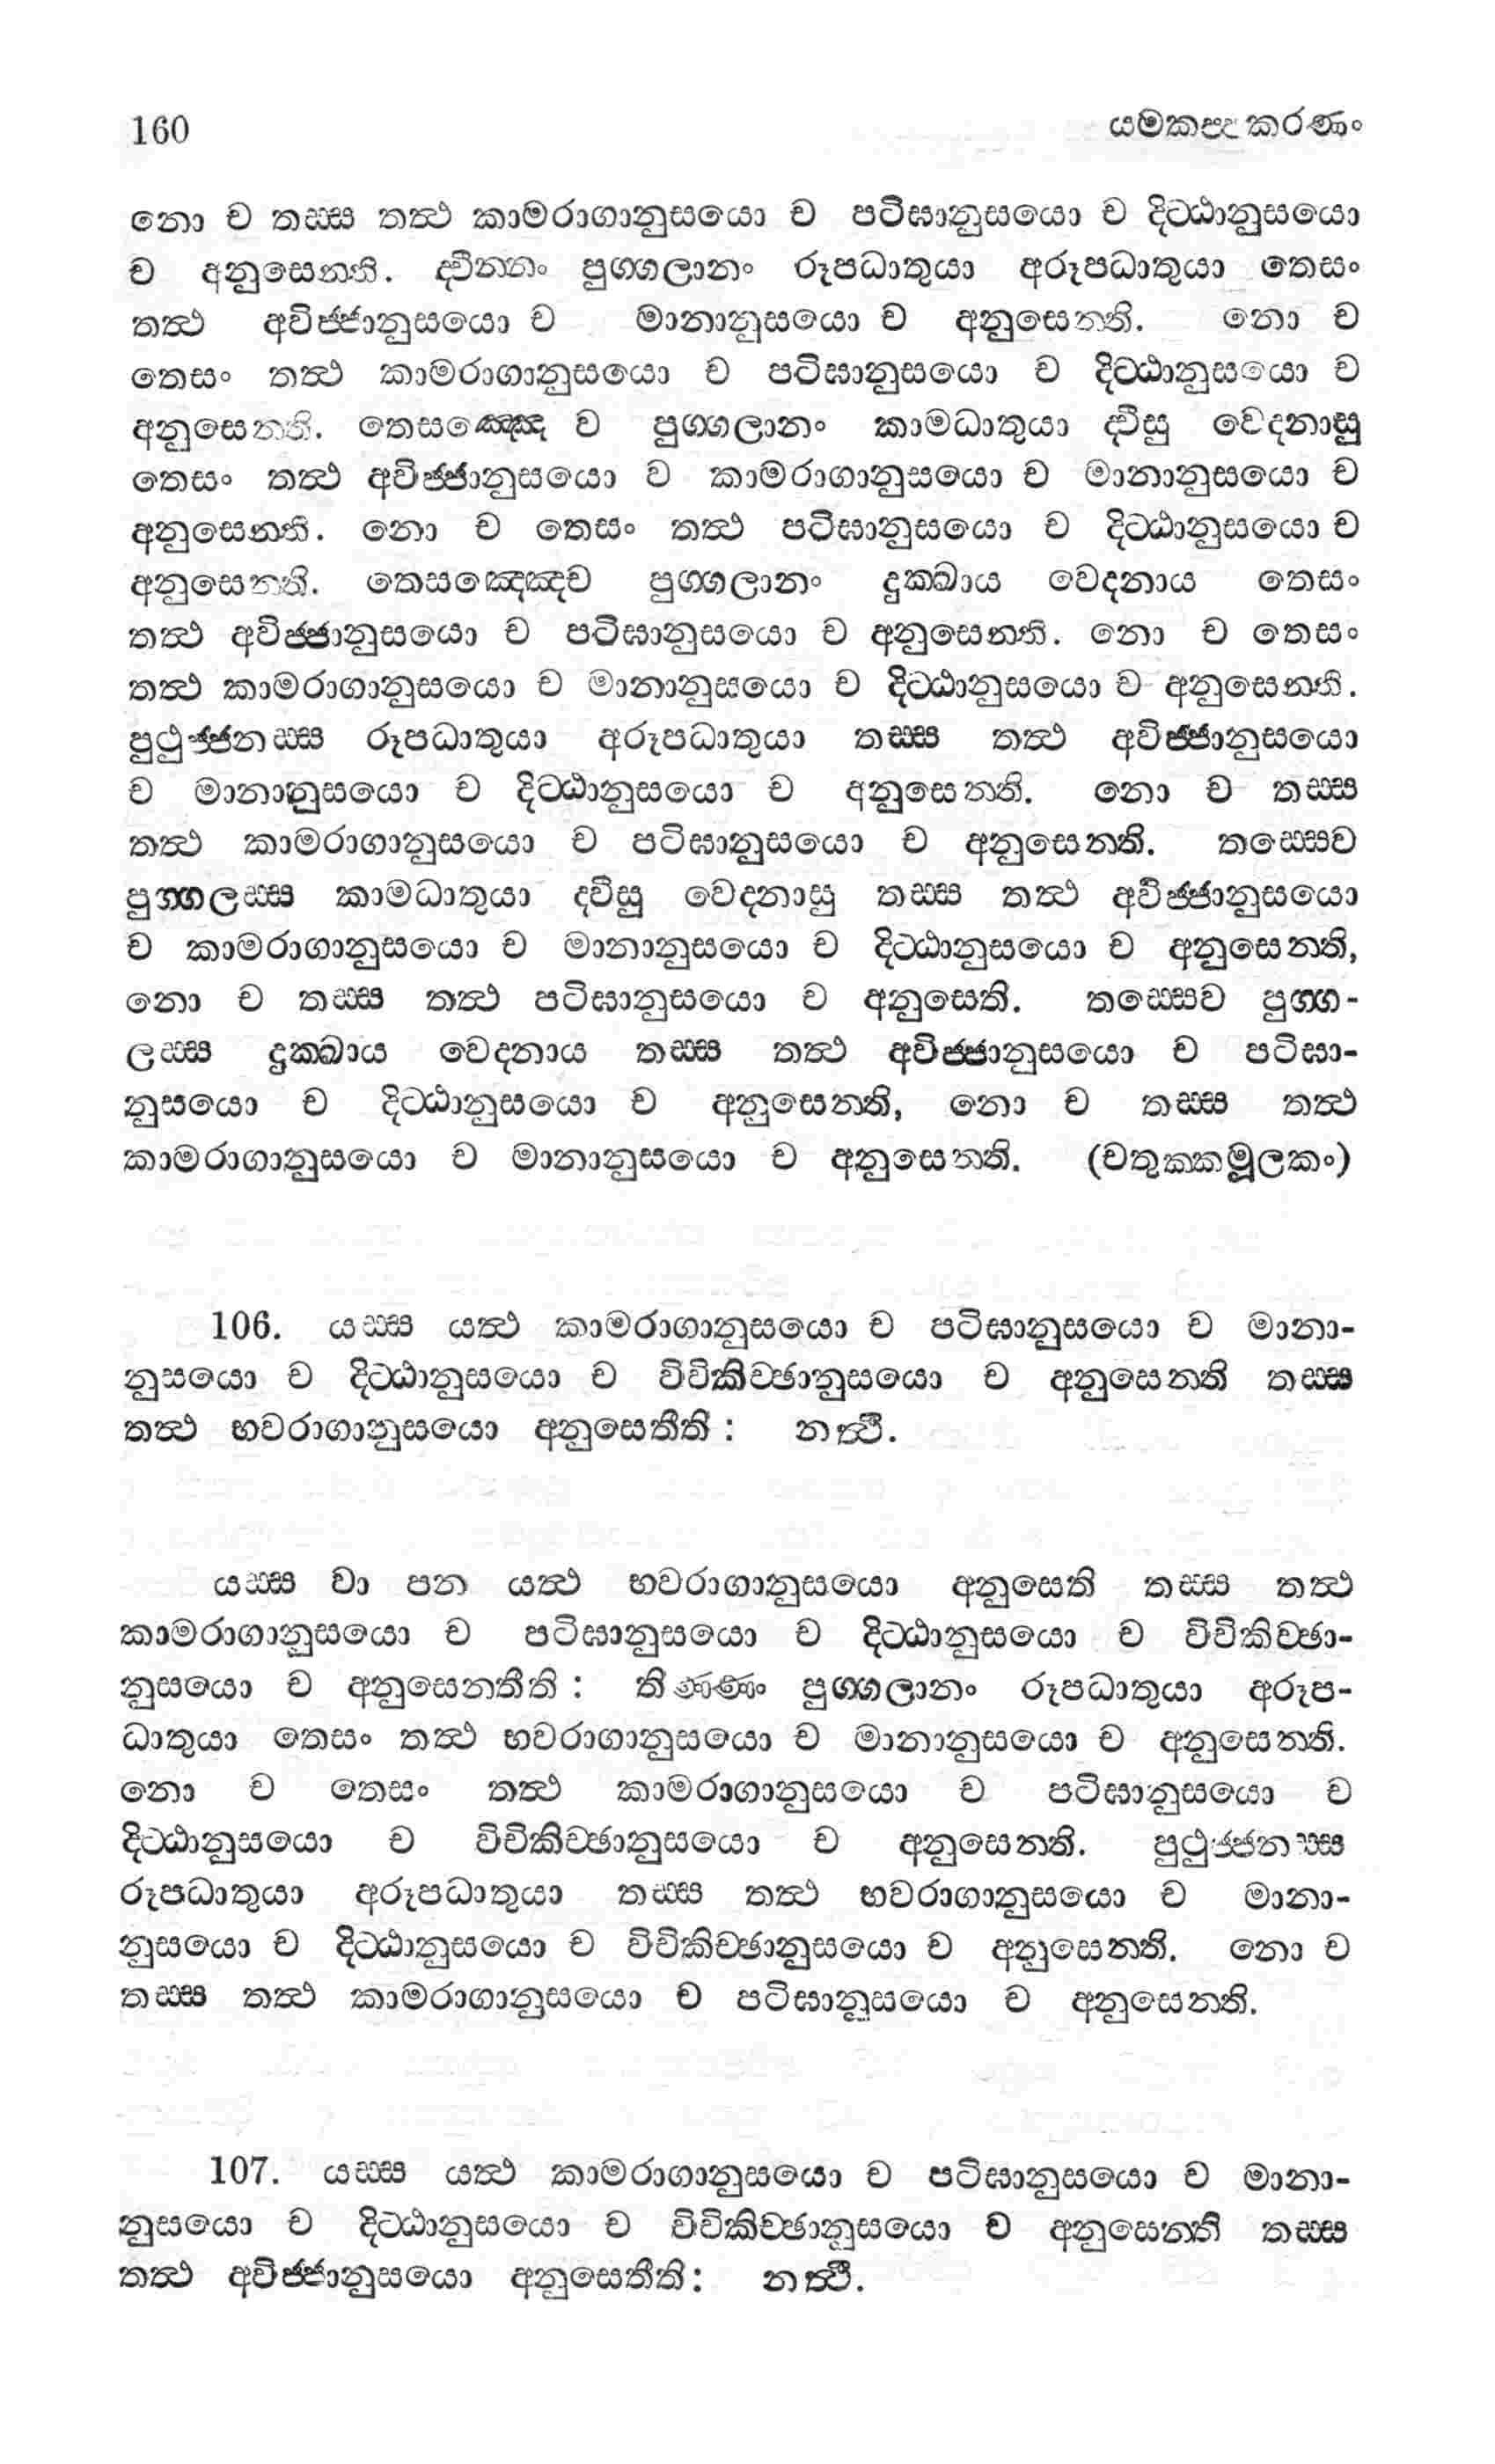 160 යමකප්පකරණං
නො ච තස්ස තත්ථ කාමරාගානුසයො ච පටිඝානුසයො ච දිට්ඨානුසයො
ච අනුසෙන්ති. ද්වින්නං පුග්ගලානං රූපධාතුයා අරූපධාතුයා තෙසං
තත්ථ අවිජ්ජානුසයො ච මානානුසයො ච අනුසෙන්ති. නො ච
තෙසං තත්ථ කාමරාගානුසයො ච පටිඝානුසයො ච දිට්ඨානුසයො ච
අනුසෙන්ති. තෙසඤ්ඤෙ ව පුග්ගලානං කාමධාතුයා ද්වීසු වෙදනාසු
තෙසං තත්ථ අවිජ්ජානුසයො ව කාමරාගානුසයො ච මානානුසයො ච
අනුසෙන්ති. නො ච තෙසං තත්ථ පටිඝානුසයො ච දිට්ඨානුසයො ච
අනුසෙන්ති. තෙසඤ්ඤෙච පුග්ගලානං දුක්ඛාය වෙදනාය තෙසං
තත්ථ අවිජ්ජානුසයො ච පටිඝානුසයො ච අනුසෙන්ති. නො ච තෙසං
තත්ථ කාමරාගානුසයො ච මානානුසයො ච දිට්ඨානුසයො ච අනුසෙන්ති.
පුථුජ්ජනස්ස රූපධාතුයා අරූපධාතුයා තස්ස තත්ථ අවිජ්ජානුසයො
ච මානානුසයො ච දිට්ඨානුසයො ච අනුසෙන්ති. නො ච තස්ස
තත්ථ කාමරාගානුසයො ච පටිඝානුසයො ච අනුසෙන්ති. තස්සෙව
පුග්ගලස්ස කාමධාතුයා ද්වීසු වෙදනාසු තස්ස තත්ථ අවිජ්ජානුසයො
ච කාමරාගානුසයො ච මානානුසයො ච දිට්ඨානුසයො ච අනුසෙන්ති,
නො ච තස්ස තත්ථ පටිඝානුසයො ච අනුසෙති. තස්සෙව පුග්ග-
ලස්ස දුක්ඛාය වෙදනාය තස්ස තත්ථ අවිජ්ජානුසයො ච පටිඝා-
නුසයො ච දිට්ඨානුසයො ච අනුසෙන්ති, නො ච තස්ස තත්ථ
කාමරාගානුසයො ච මානානුසයො ච අනුසෙන්ති. (චතුක්කමූලකං)
106. යස්ස යත්ථ කාමරාගානුසයො ච පටිඝානුසයො ච මානා-
නුසයො ච දිට්ඨානුසයො ච විචිකිච්ඡානුසයො ච අනුසෙන්ති තස්ස
තත්ථ භවරාගානුසයො අනුසෙතීති: නත්ථි.
යස්ස වා පන යත්ථ භවරාගානුසයො අනුසෙති තස්ස තත්ථ
කාමරාගානුසයො ච පටිඝානුසයො ච දිට්ඨානුසයො ච විචිකිච්ඡා-
නුසයො ච අනුසෙනතීති: තිණ්ණං පුග්ගලානං රූපධාතුයා අරූප-
ධාතුයා තෙසං තත්ථ භවරාගානුසයො ච මානානුසයො ච අනුසෙන්ති.
නො ච තෙසං තත්ථ කාමරාගානුසයො ච පටිඝානුසයො ච
දිට්ඨානුසයො ච විචිකිච්ඡානුසයො ච අනුසෙන්ති. පුථුජ්ජනස්ස
රූපධාතුයා අරූපධාතුයා තස්ස තත්ථ භවරාගානුසයො ච මානා-
නුසයො ච දිට්ඨානුසයො ච විචිකිච්ඡානුසයො ච අනුසෙන්ති. නො ච
තස්ස තත්ථ කාමරාගානුසයො ච පටිඝානුසයො ච අනුසෙන්ති.
107. යස්ස යත්ථ කාමරාගානුසයො ච පටිඝානුසයො ච මානා-
නුසයො ච දිට්ඨානුසයො ච විචිකිච්ඡානුසයො ච අනුසෙන්ති තස්ස
තත්ථ අවිජ්ජානුසයො අනුසෙතීති: නත්ථි.